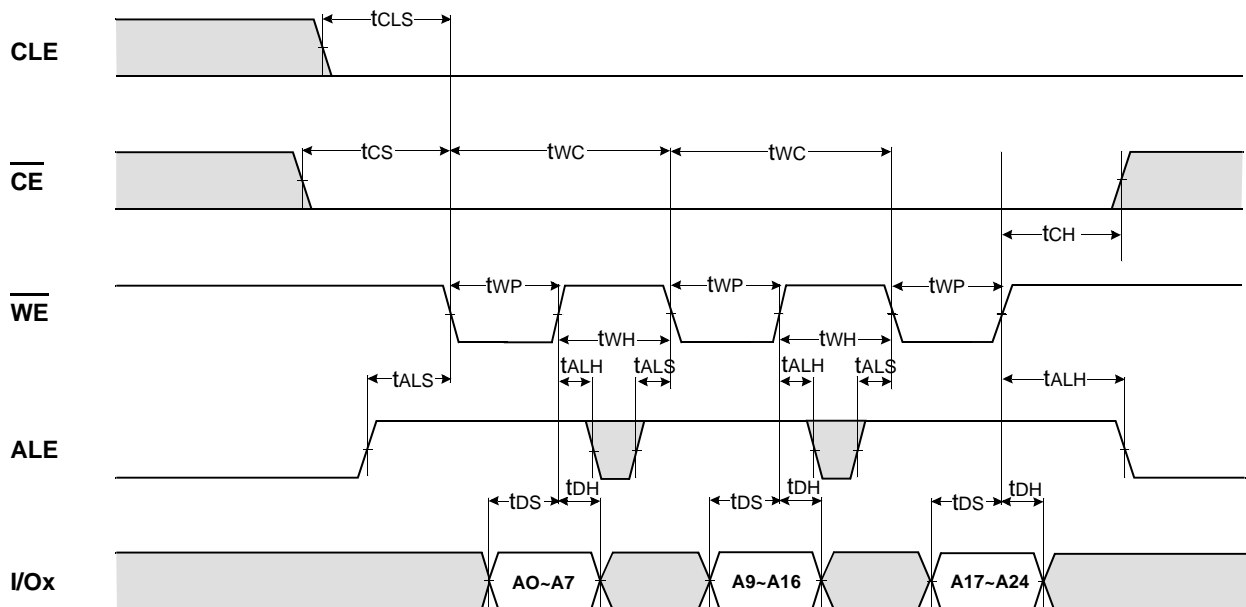 CLE
tCLS
CE
tCS
tWC
tWC
tCH
WE
tWP
tWP
tWP
tWH
tWH
tALS
tALH
tALS
tALH
tALS
tALH
ALE
tDS
tDH
tDS
tDH
tDS
tDH
I/Ox
AO~A7
A9~A16
A17~A24